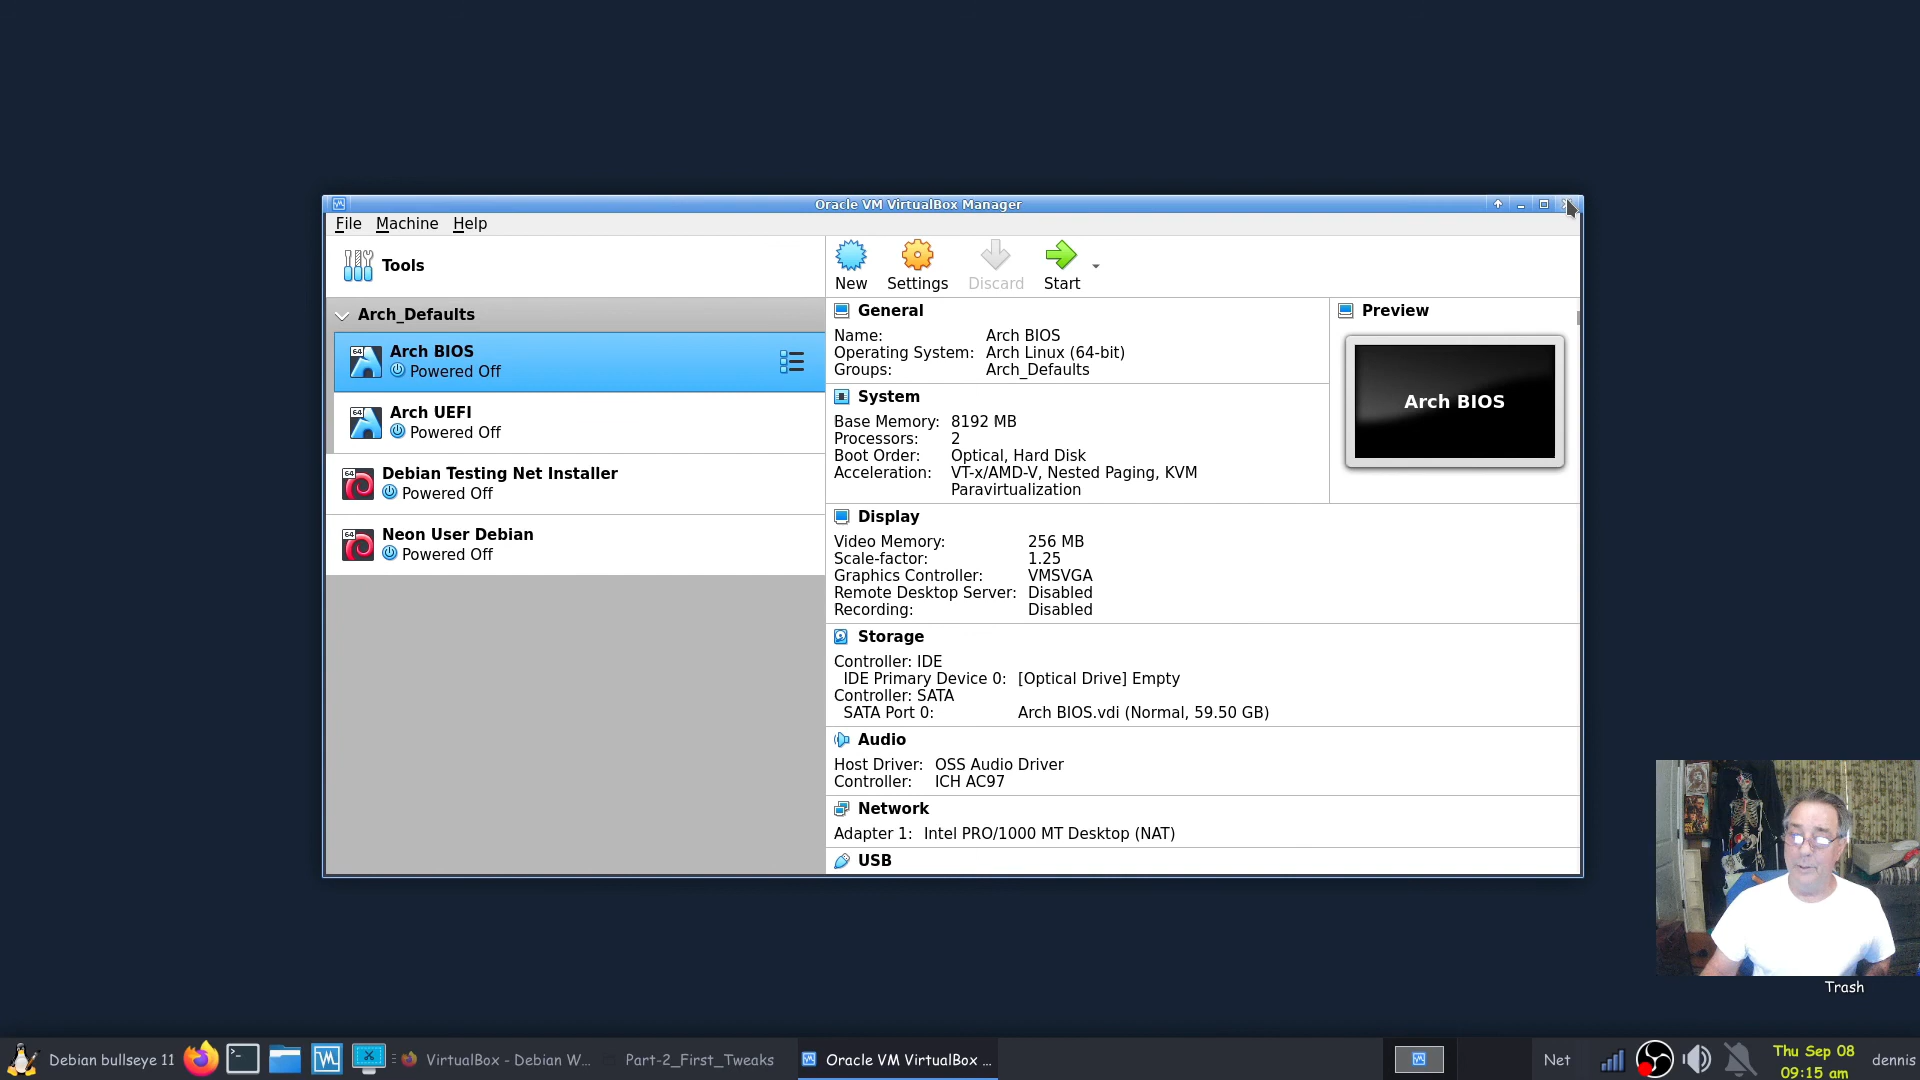 Oracle VM VirtualBox Manager
File Machine Help
Tools
New Settings Discard Start
Arch_Defaults
64
Arch BIOS
Powered Off
64
Arch UEFI
Powered Off
64
Debian Testing Net Installer
Powered Off
64
Neon User Debian
Powered Off
General
Name: Arch BIOS
Operating System: Arch Linux (64-bit)
Groups: Arch_Defaults
Preview
Arch BIOS
System
Base Memory: 8192 MB
Processors: 2
Boot Order: Optical, Hard Disk
Acceleration: VT-x/AMD-V, Nested Paging, KVM
Paravirtualization
Display
Video Memory: 256 MB
Scale-factor: 1.25
Graphics Controller: VMSVGA
Remote Desktop Server: Disabled
Recording: Disabled
Storage
Controller: IDE
IDE Primary Device 0: [Optical Drive] Empty
Controller: SATA
SATA Port 0: Arch BIOS.vdi (Normal, 59.50 GB)
Audio
Host Driver: OSS Audio Driver
Controller: ICH AC97
Network
Adapter 1: Intel PRO/1000 MT Desktop (NAT)
USB
Trash
Debian bullseye 11 VirtualBox - Debian W... Part-2_First_Tweaks Oracle VM VirtualBox ... Net Thu Sep 08 dennis
09:15 am